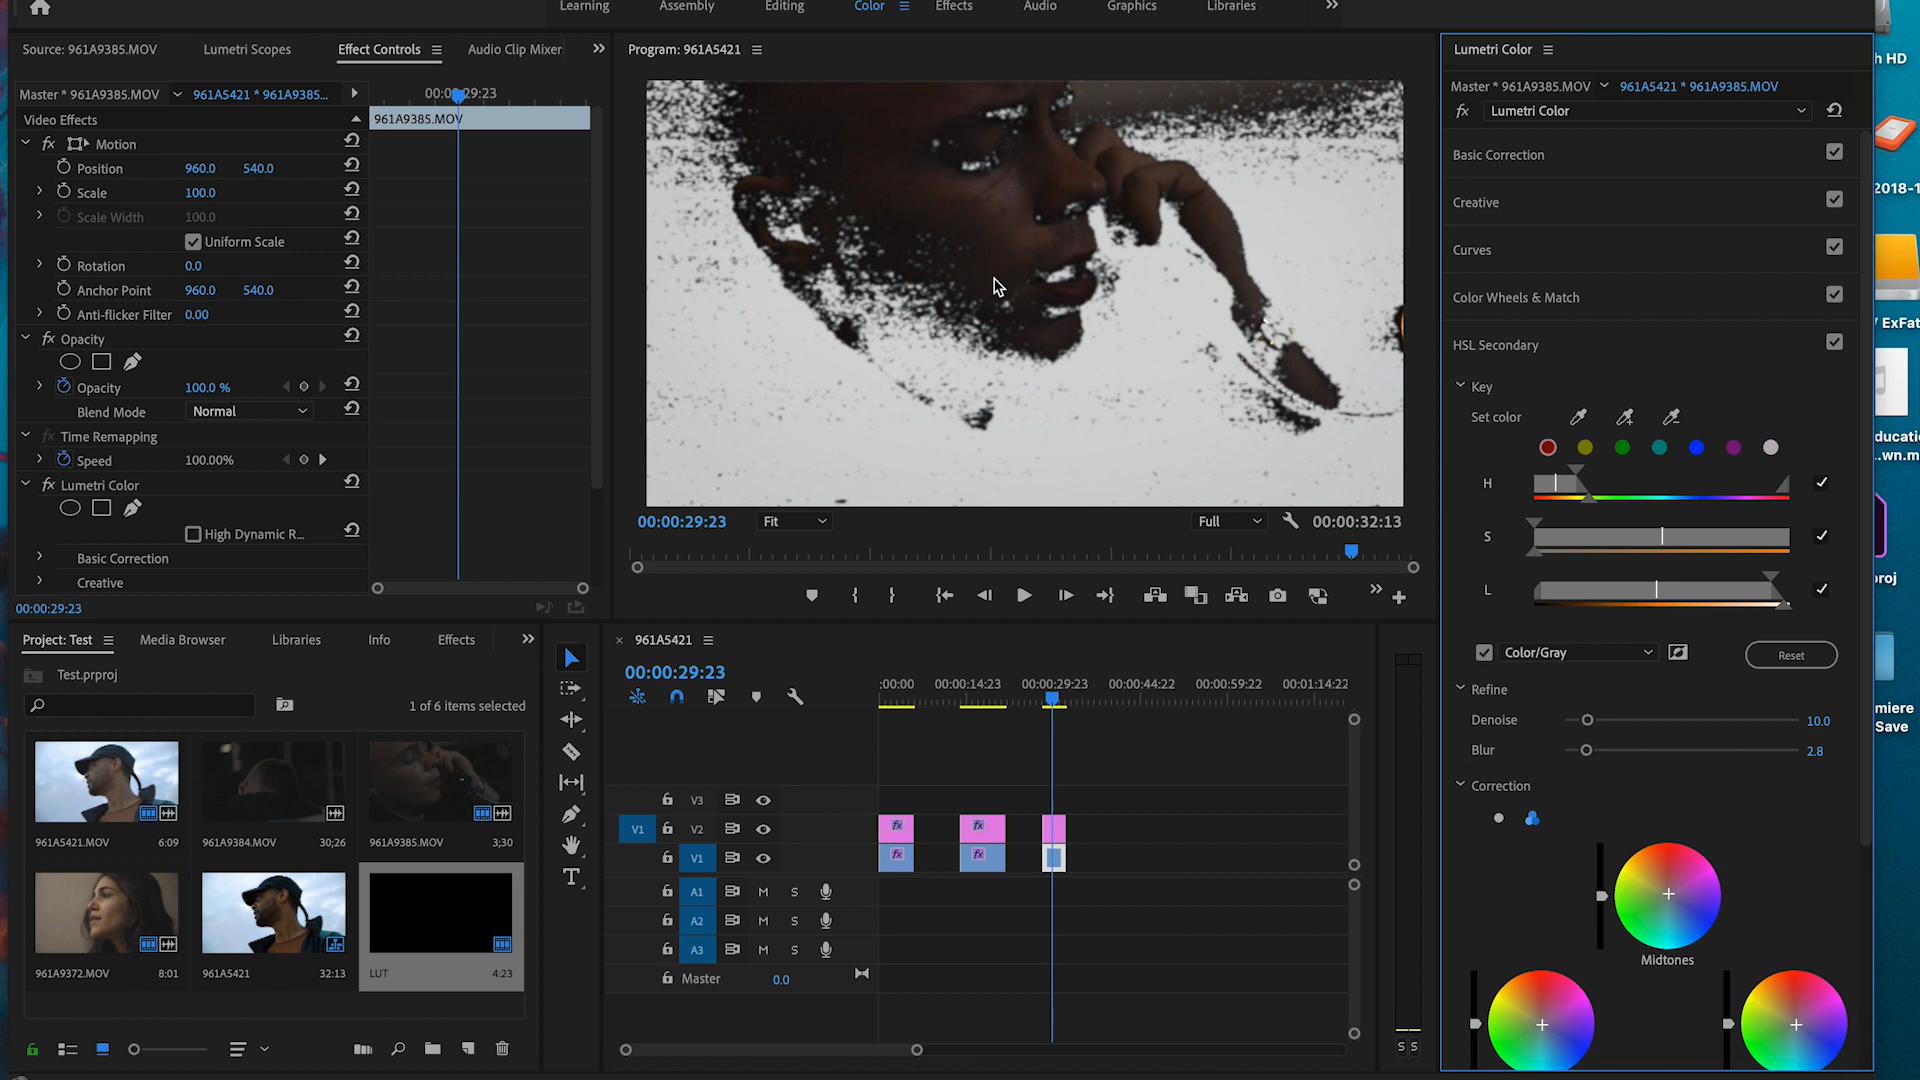 Learning Assembly Editing Color Effects Audio Graphics Libraries
Source: 961A9385.MOV Lumetri Scopes Effect Controls Audio Clip Mixer
Master * 961A9385.MOV 961A5421 * 961A9385...
Video Effects
961A9385.MOV
Motion
Position 960.0 540.0
Scale 100.0
Scale Width 100.0
Uniform Scale
Rotation 0.0
Anchor Point 960.0 540.0
Anti-flicker Filter 0.00
fx Opacity
Opacity 100.0 %
Blend Mode Normal
fx Time Remapping
Speed 100.00%
fx Lumetri Color
High Dynamic R...
Basic Correction
Creative
00:00:29:23
Program: 961A5421
00:00:29:23 Fit Full 00:00:32:13
Project: Test Media Browser Libraries Info Effects
Test.prproj
1 of 6 items selected
961A5421.MOV 6:09
961A9384.MOV 30;26
961A9385.MOV 3;30
961A9372.MOV 8:01
961A5421 32:13
LUT 4:23
× 961A5421
00:00:29:23
:00:00 00:00:14:23 00:00:29:23 00:00:44:22 00:00:59:22 00:01:14:22
V3
V1 V2 fx fx
V1 fx fx
A1 M S
A2 M S
A3 M S
Master 0.0
S S
Lumetri Color
Master * 961A9385.MOV 961A5421 * 961A9385.MOV
fx Lumetri Color
Basic Correction
Creative
Curves
Color Wheels & Match
HSL Secondary
Key
Set color
H
S
L
Color/Gray Reset
Refine
Denoise 10.0
Blur 2.8
Correction
Midtones
h HD
2018-1
ExFat
ducatio
..wn.m
proj
miere
Save